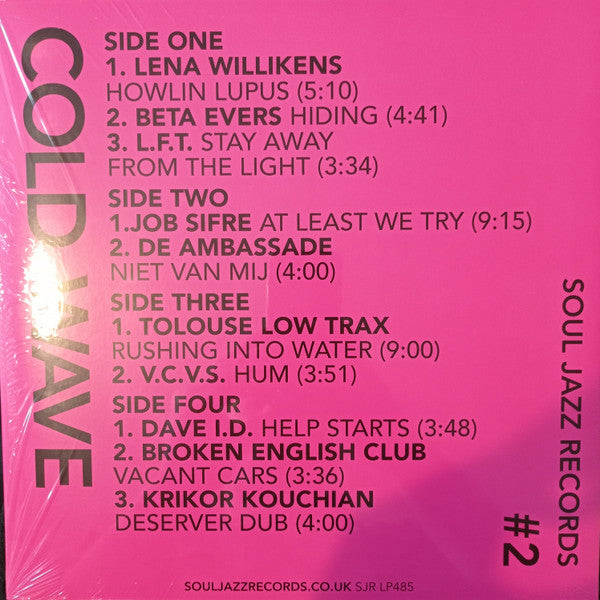 COLD WAVE
SIDE ONE
1. LENA WILLIKENS
HOWLIN LUPUS (5:10)
2. BETA EVERS HIDING (4:41)
3. L.F.T. STAY AWAY
FROM THE LIGHT (3:34)
SIDE TWO
1.JOB SIFRE AT LEAST WE TRY (9:15)
2. DE AMBASSADE
NIET VAN MIJ (4:00)
SIDE THREE
1. TOLOUSE LOW TRAX
RUSHING INTO WATER (9:00)
2. V.C.V.S. HUM (3:51)
SIDE FOUR
1. DAVE I.D. HELP STARTS (3:48)
2. BROKEN ENGLISH CLUB
VACANT CARS (3:36)
3. KRIKOR KOUCHIAN
DESERVER DUB (4:00)
SOUL JAZZ RECORDS
#2
SOULJAZZRECORDS.CO.UK SJR LP485